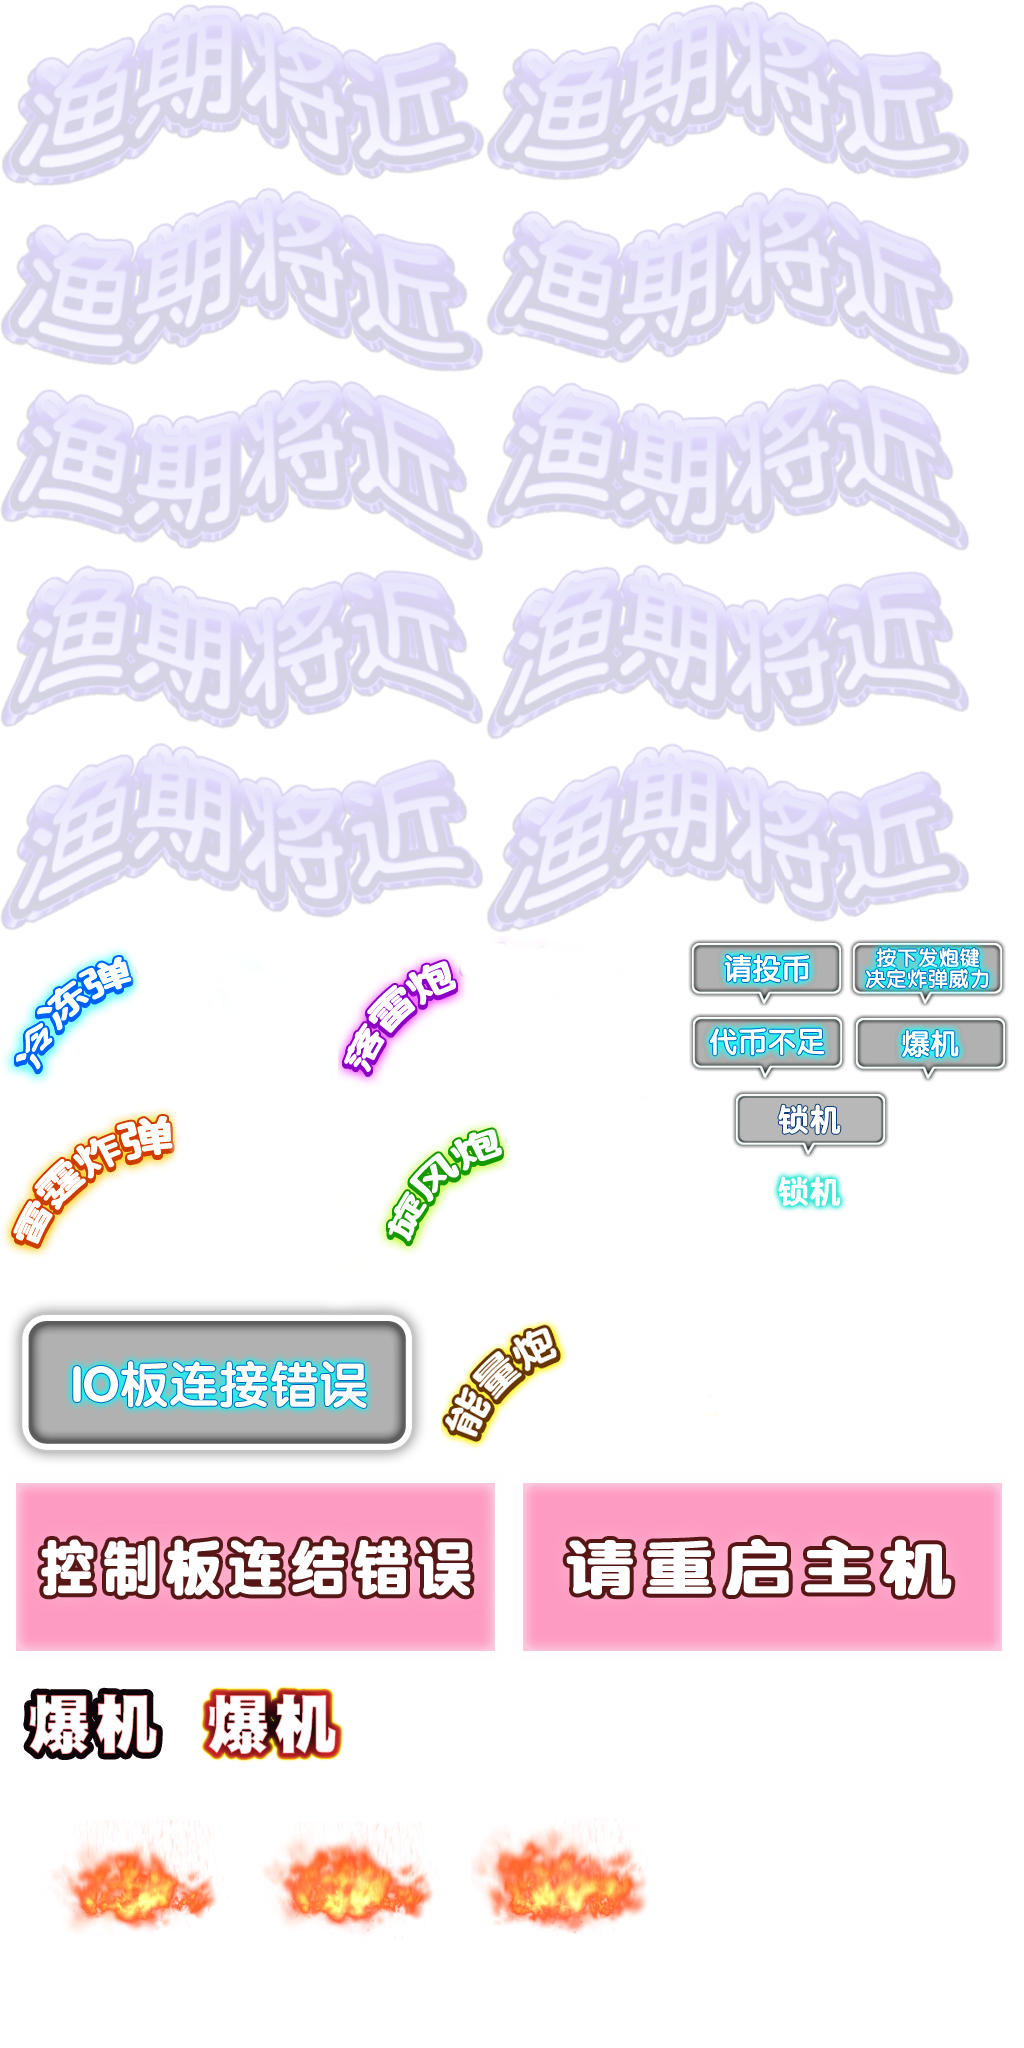 渔期将近
渔期将近
渔期将近
渔期将近
渔期将近
渔期将近
渔期将近
渔期将近
渔期将近
渔期将近
冷冻弹
落雷炮
请投币
按下发炮键
决定炸弹威力
代币不足
爆机
锁机
雷霆炸弹
旋风炮
锁机
IO板连接错误
能量炮
控制板连结错误
请重启主机
爆机
爆机